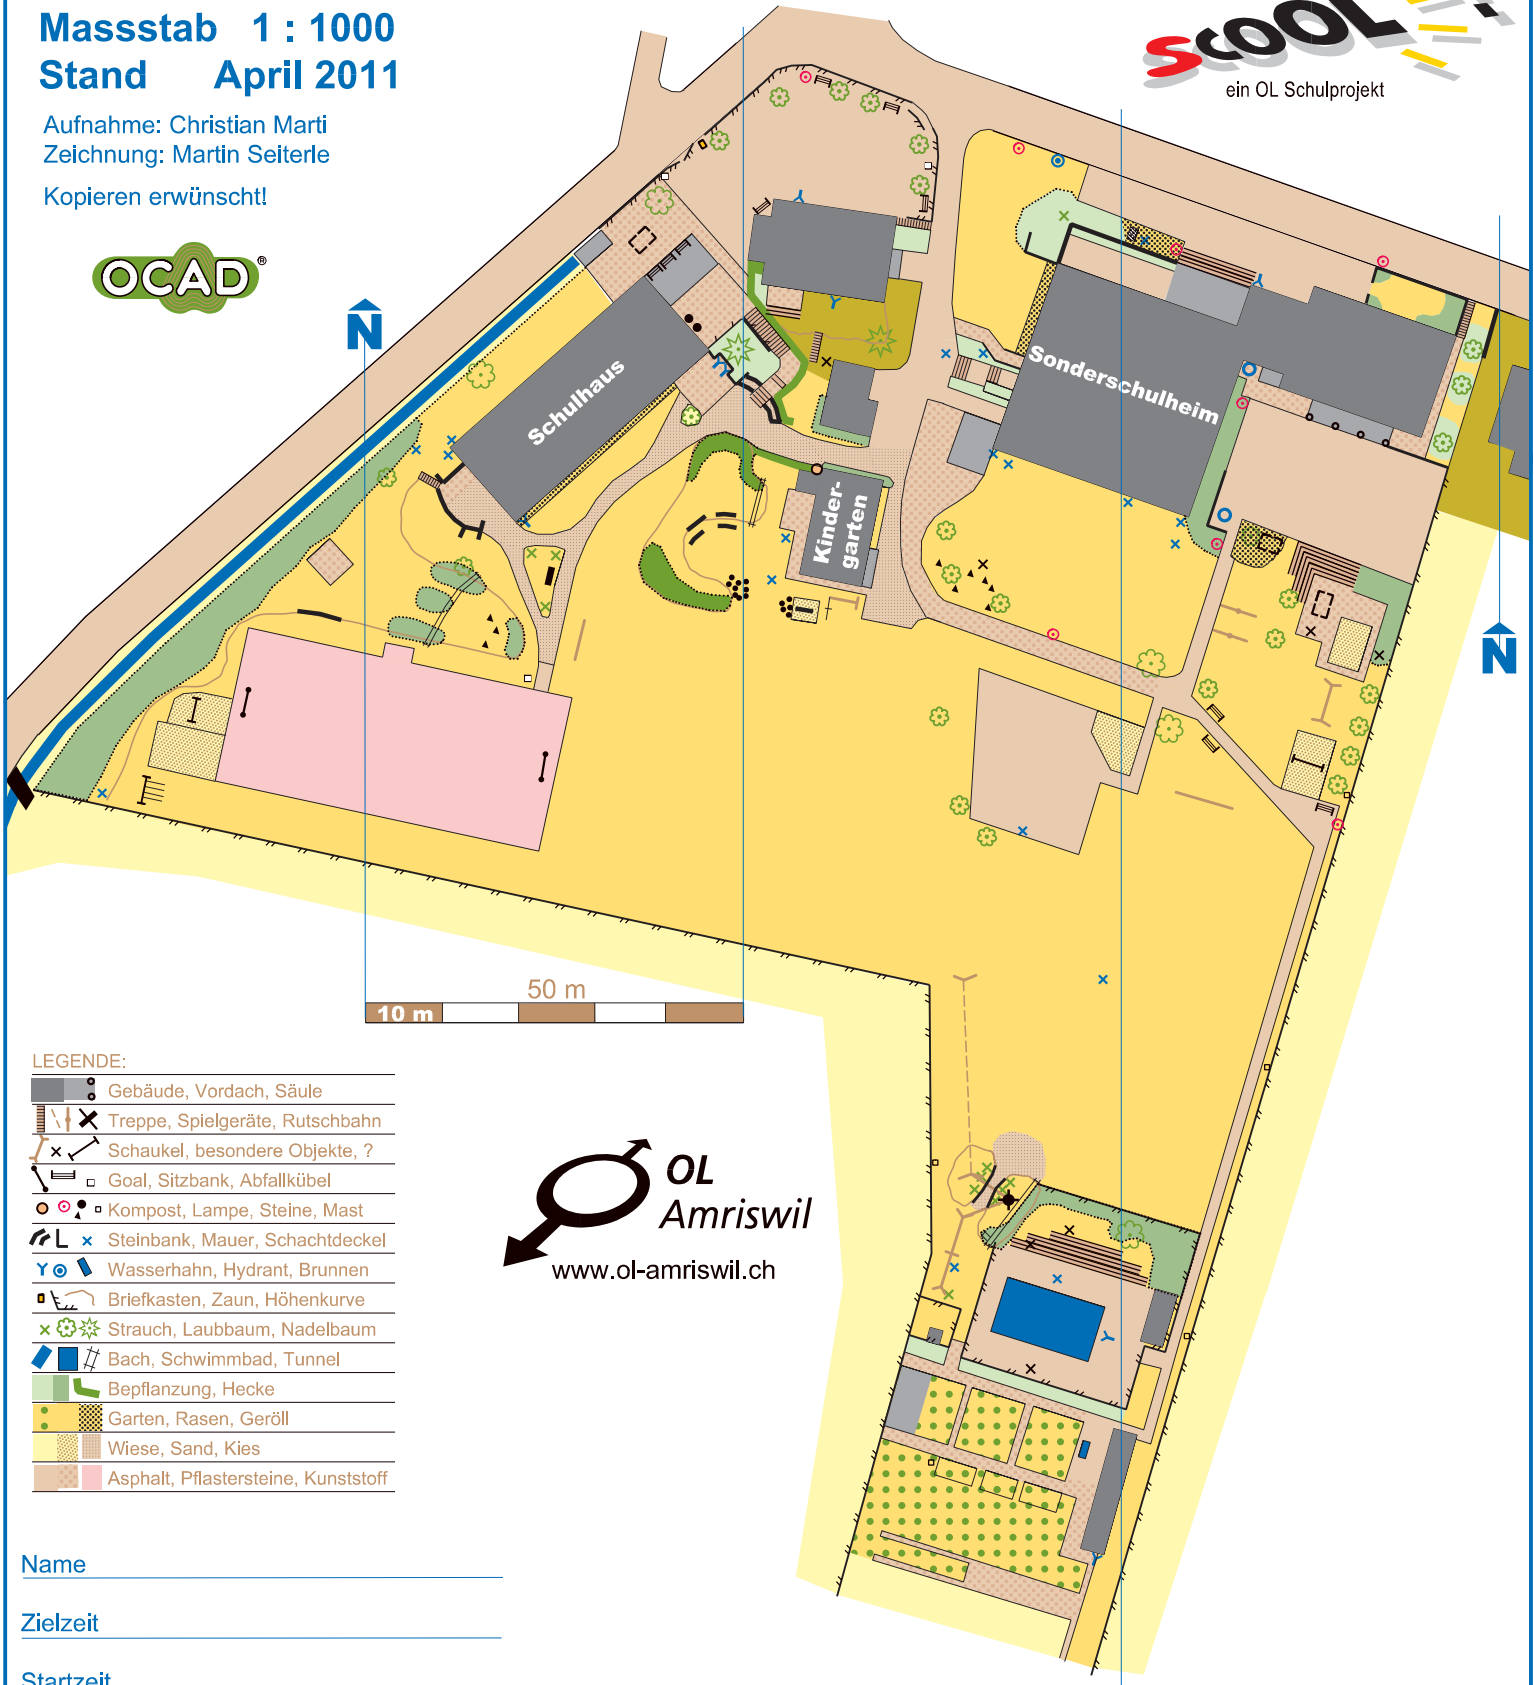 Massstab 1 : 1000
Stand April 2011
Aufnahme: Christian Marti
Zeichnung: Martin Seiterle
Kopieren erwünscht!
OCAD®
scOOL
ein OL Schulprojekt
N
N
Schulhaus
Sonderschulheim
Kinder-
garten
50 m
10 m
LEGENDE:
Gebäude, Vordach, Säule
Treppe, Spielgeräte, Rutschbahn
Schaukel, besondere Objekte, ?
Goal, Sitzbank, Abfallkübel
Kompost, Lampe, Steine, Mast
Steinbank, Mauer, Schachtdeckel
Wasserhahn, Hydrant, Brunnen
Briefkasten, Zaun, Höhenkurve
Strauch, Laubbaum, Nadelbaum
Bach, Schwimmbad, Tunnel
Bepflanzung, Hecke
Garten, Rasen, Geröll
Wiese, Sand, Kies
Asphalt, Pflastersteine, Kunststoff
OL
Amriswil
www.ol-amriswil.ch
Name
Zielzeit
Startzeit